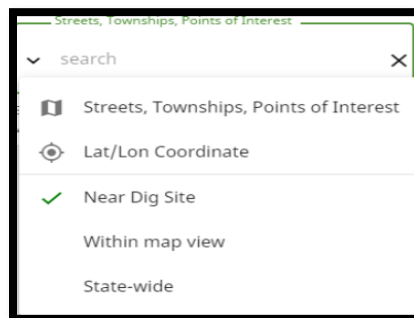 Streets, Townships, Points of Interest
search
Streets, Townships, Points of Interest
Lat/Lon Coordinate
Near Dig Site
Within map view
State-wide